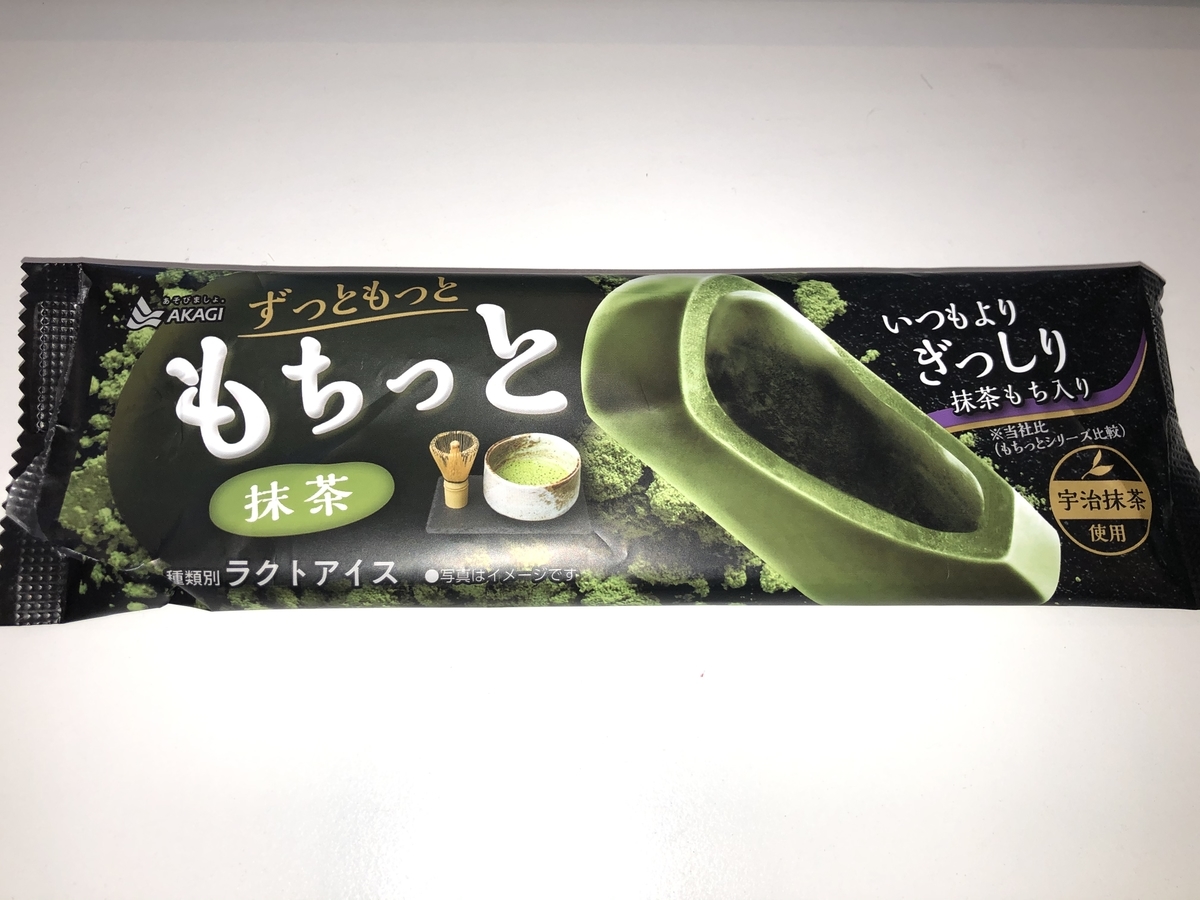 あそびましょ。
AKAGI
ずっともっと
もちっと
抹茶
種類別 ラクトアイス
●写真はイメージです。
いつもより
ぎっしり
抹茶もち入り
※当社比
(もちっとシリーズ比較)
宇治抹茶
使用